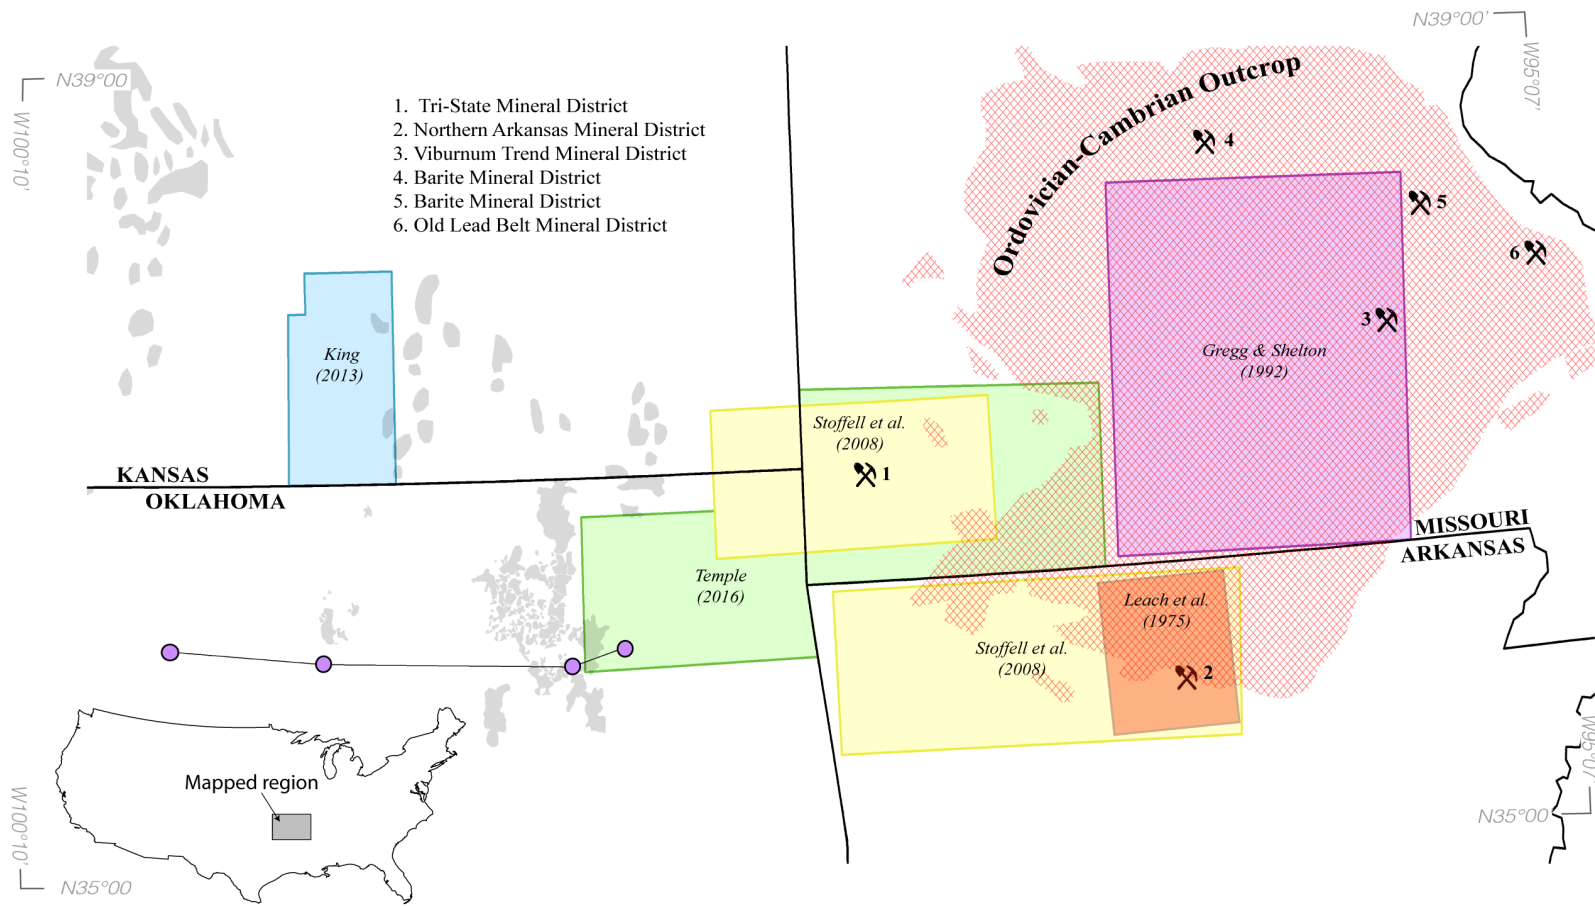 N39°00'
N39°00
W95°07'
W100°10'
1. Tri-State Mineral District
2. Northern Arkansas Mineral District
3. Viburnum Trend Mineral District
4. Barite Mineral District
5. Barite Mineral District
6. Old Lead Belt Mineral District
Ordovician-Cambrian Outcrop
4
5
6
3
King
(2013)
Gregg & Shelton
(1992)
Stoffell et al.
(2008)
1
KANSAS
OKLAHOMA
MISSOURI
ARKANSAS
Temple
(2016)
Leach et al.
(1975)
Stoffell et al.
(2008)
2
Mapped region
W95°07'
W100°10'
N35°00
N35°00